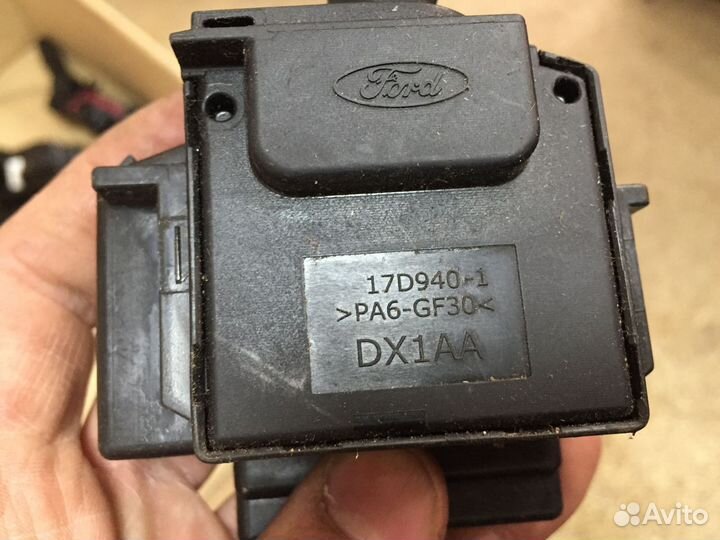 Ford
17D940-1
>PA6-GF30<
DX1AA
Avito